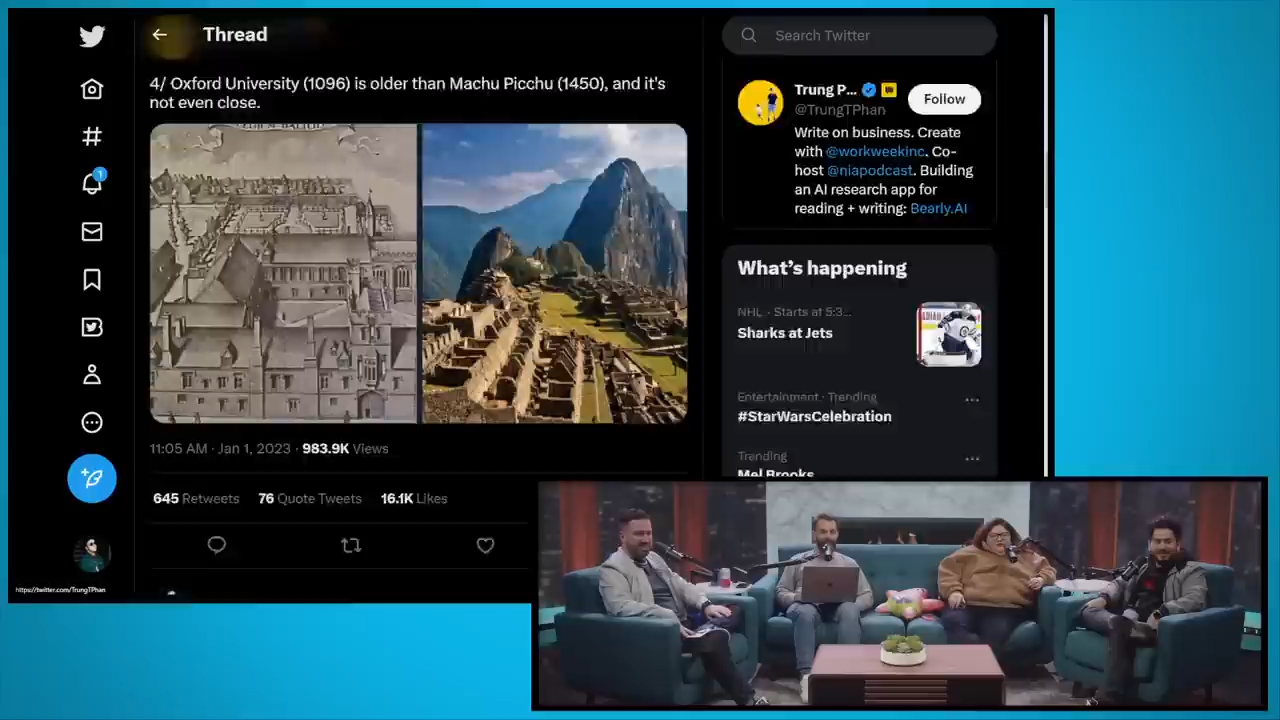 Thread
4/ Oxford University (1096) is older than Machu Picchu (1450), and it's
not even close.
11:05 AM · Jan 1, 2023 · 983.9K Views
645 Retweets 76 Quote Tweets 16.1K Likes
1
https://twitter.com/TrungTPhan
Search Twitter
Trung P...
@TrungTPhan
Follow
Write on business. Create
with @workweekinc. Co-
host @niapodcast. Building
an AI research app for
reading + writing: Bearly.AI
What's happening
NHL · Starts at 5:3...
Sharks at Jets
Entertainment · Trending
#StarWarsCelebration
Trending
Mel Brooks